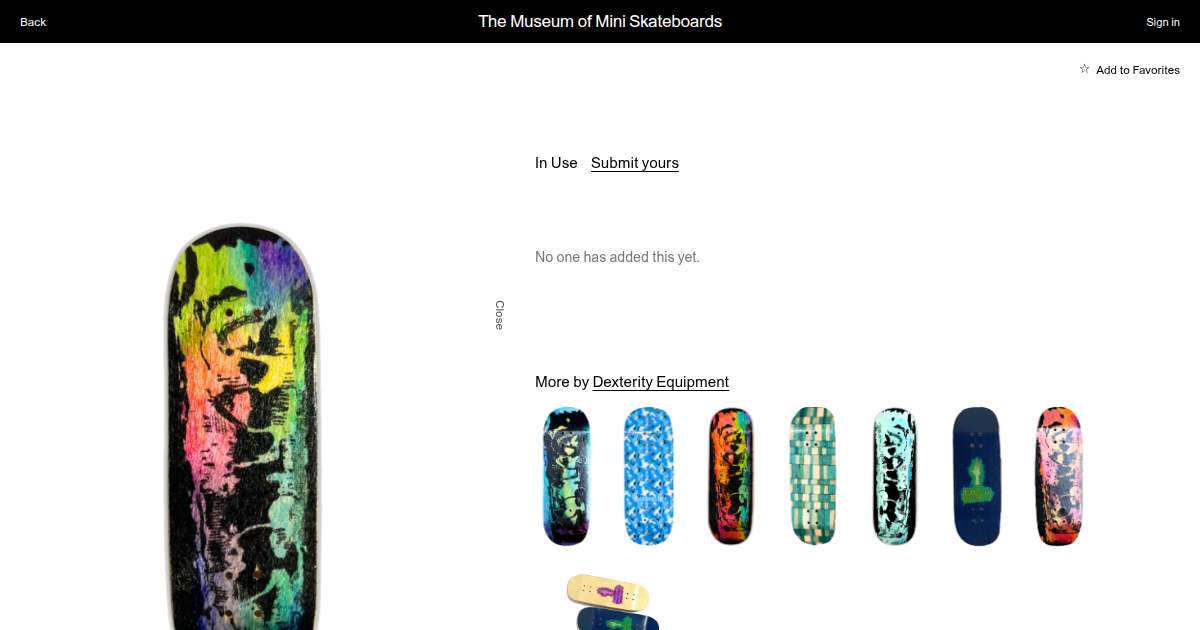 Back
The Museum of Mini Skateboards
Sign in
☆ Add to Favorites
In Use Submit yours
No one has added this yet.
Close
More by Dexterity Equipment